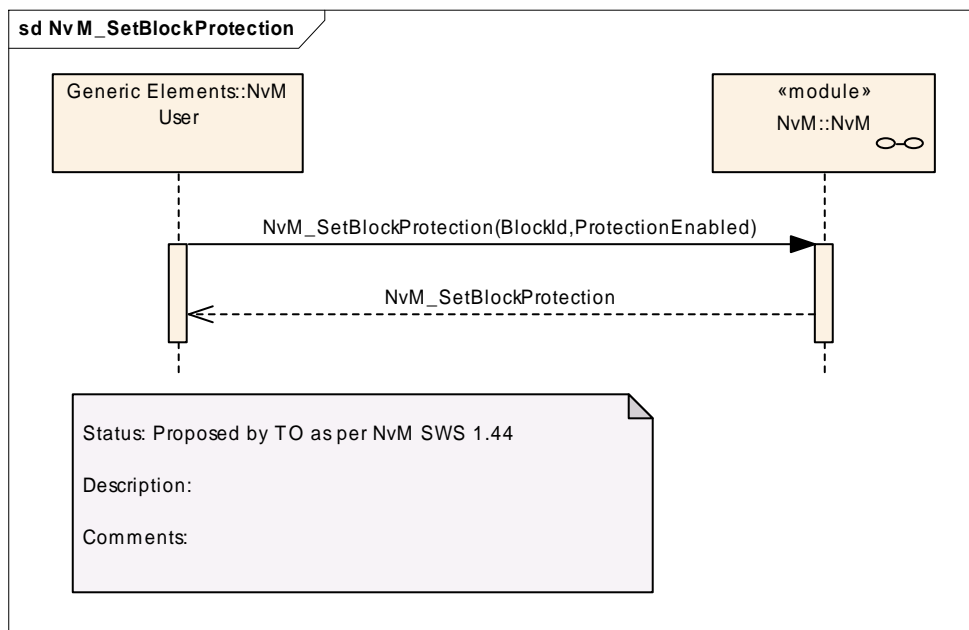 sd NvM_SetBlockProtection
Generic Elements::NvM
User
«module»
NvM::NvM
NvM_SetBlockProtection(BlockId,ProtectionEnabled)
NvM_SetBlockProtection
Status: Proposed by TO as per NvM SWS 1.44
Description:
Comments: